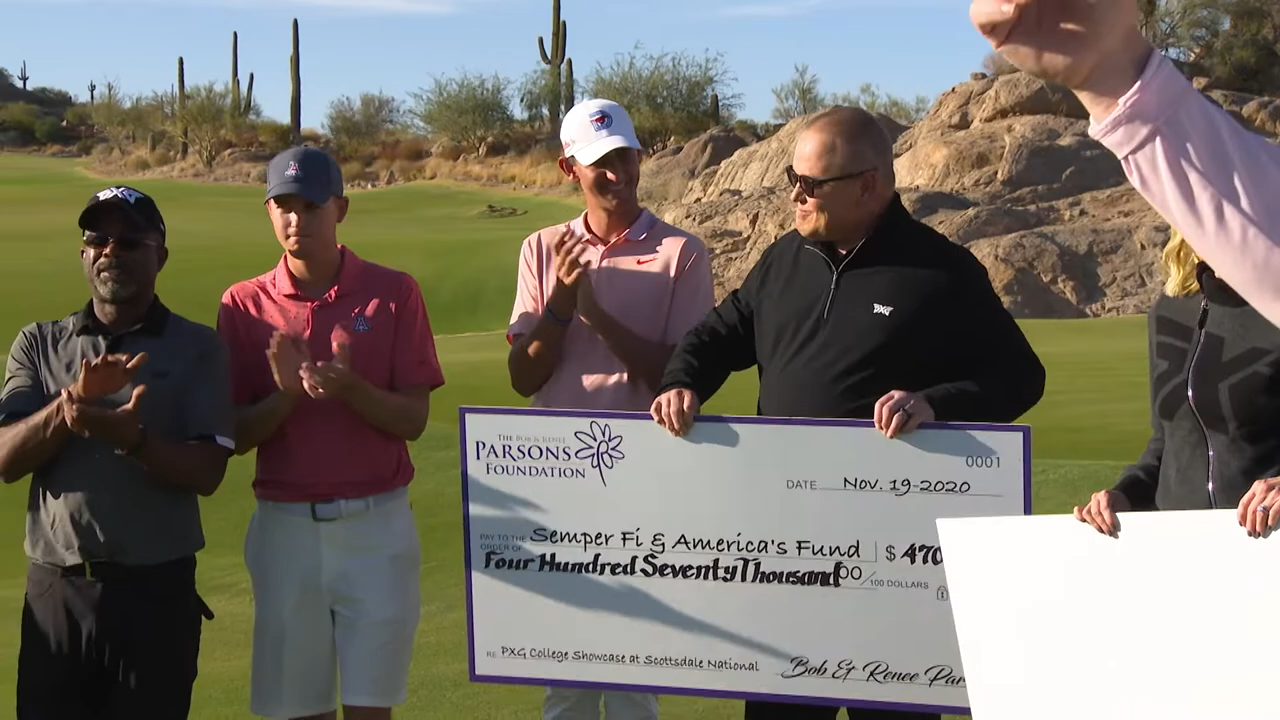 PXG
A
A
D
PXG
THE BOB & RENEE
PARSONS
FOUNDATION
0001
DATE Nov. 19-2020
PAY TO THE
ORDER OF
Semper Fi & America's Fund $ 470
Four Hundred Seventy Thousand 00/100 DOLLARS
RE PXG College Showcase at Scottsdale National
Bob & Renee Par